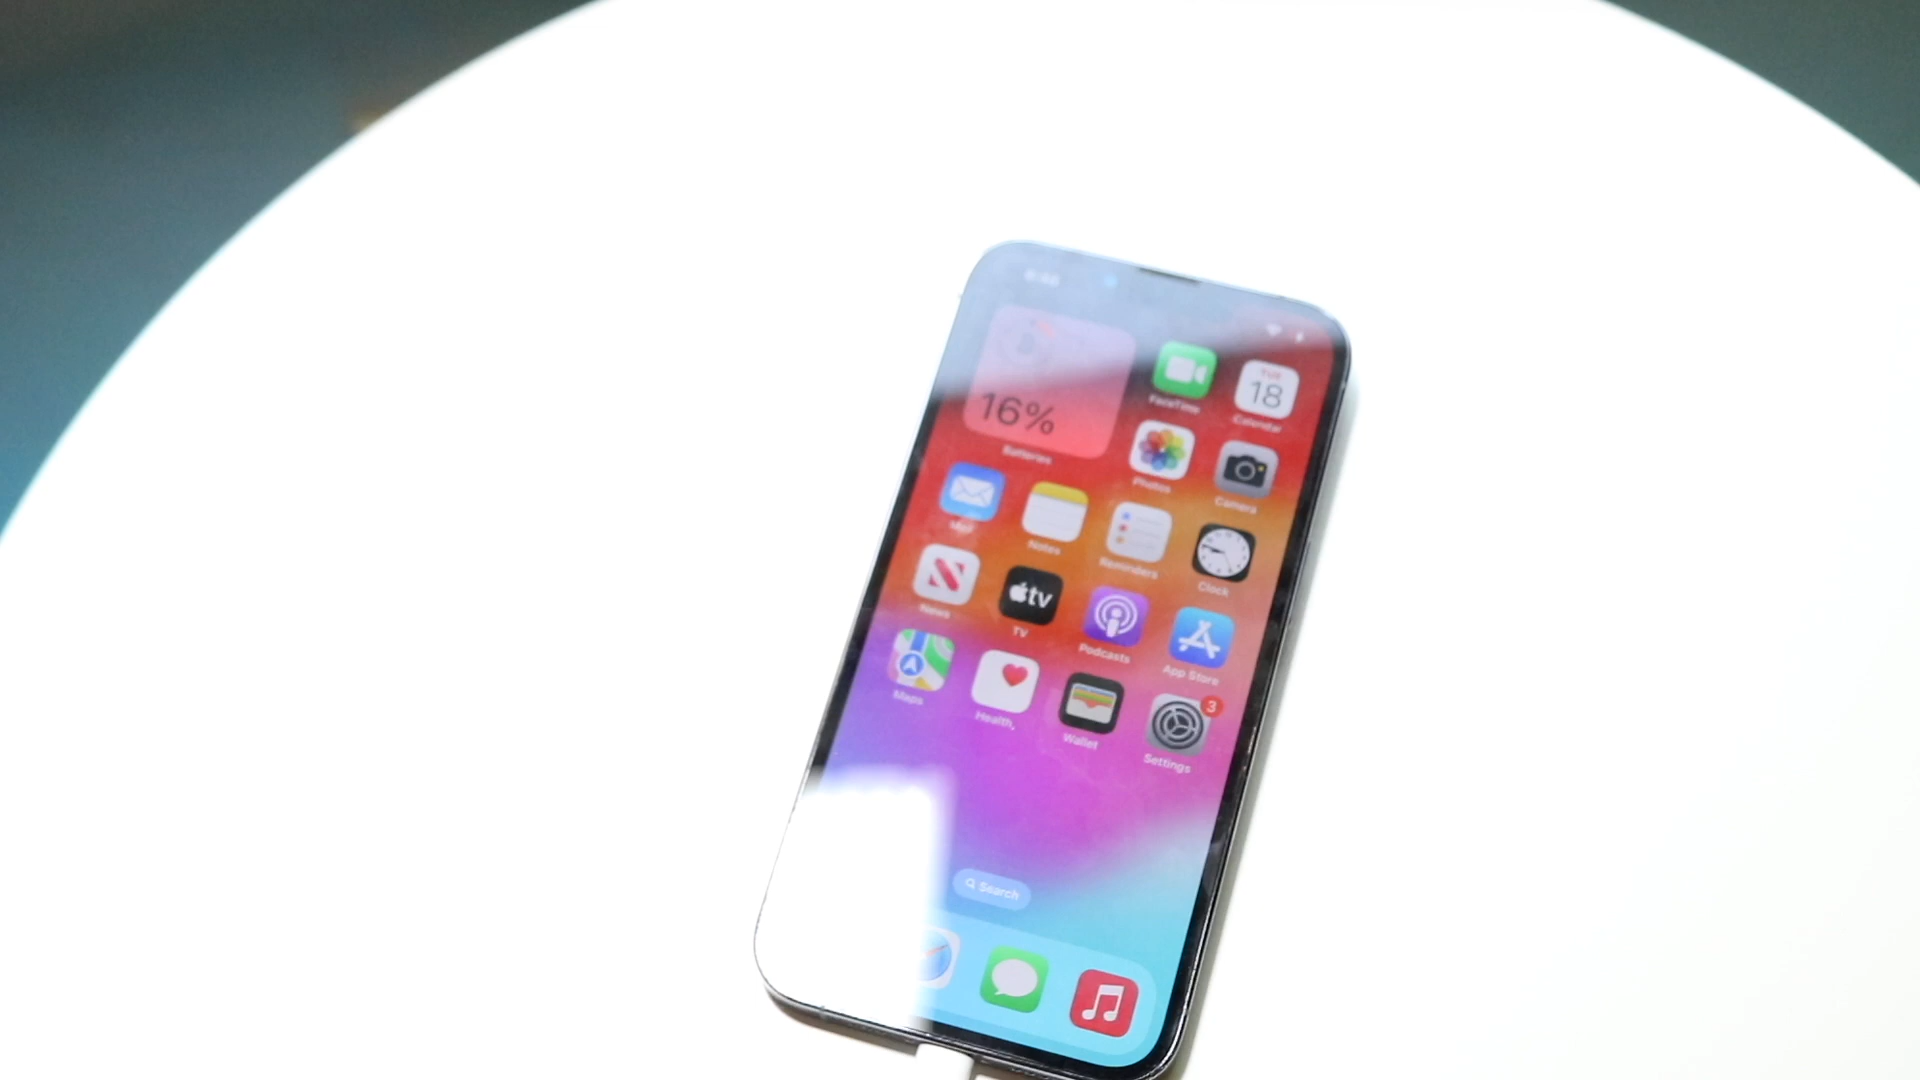 16%
Batteries
FaceTime
TUE
18
Calendar
Photos
Camera
Mail
Notes
Reminders
Clock
News
tv
TV
Podcasts
App Store
Maps
Health
Wallet
3
Settings
Search